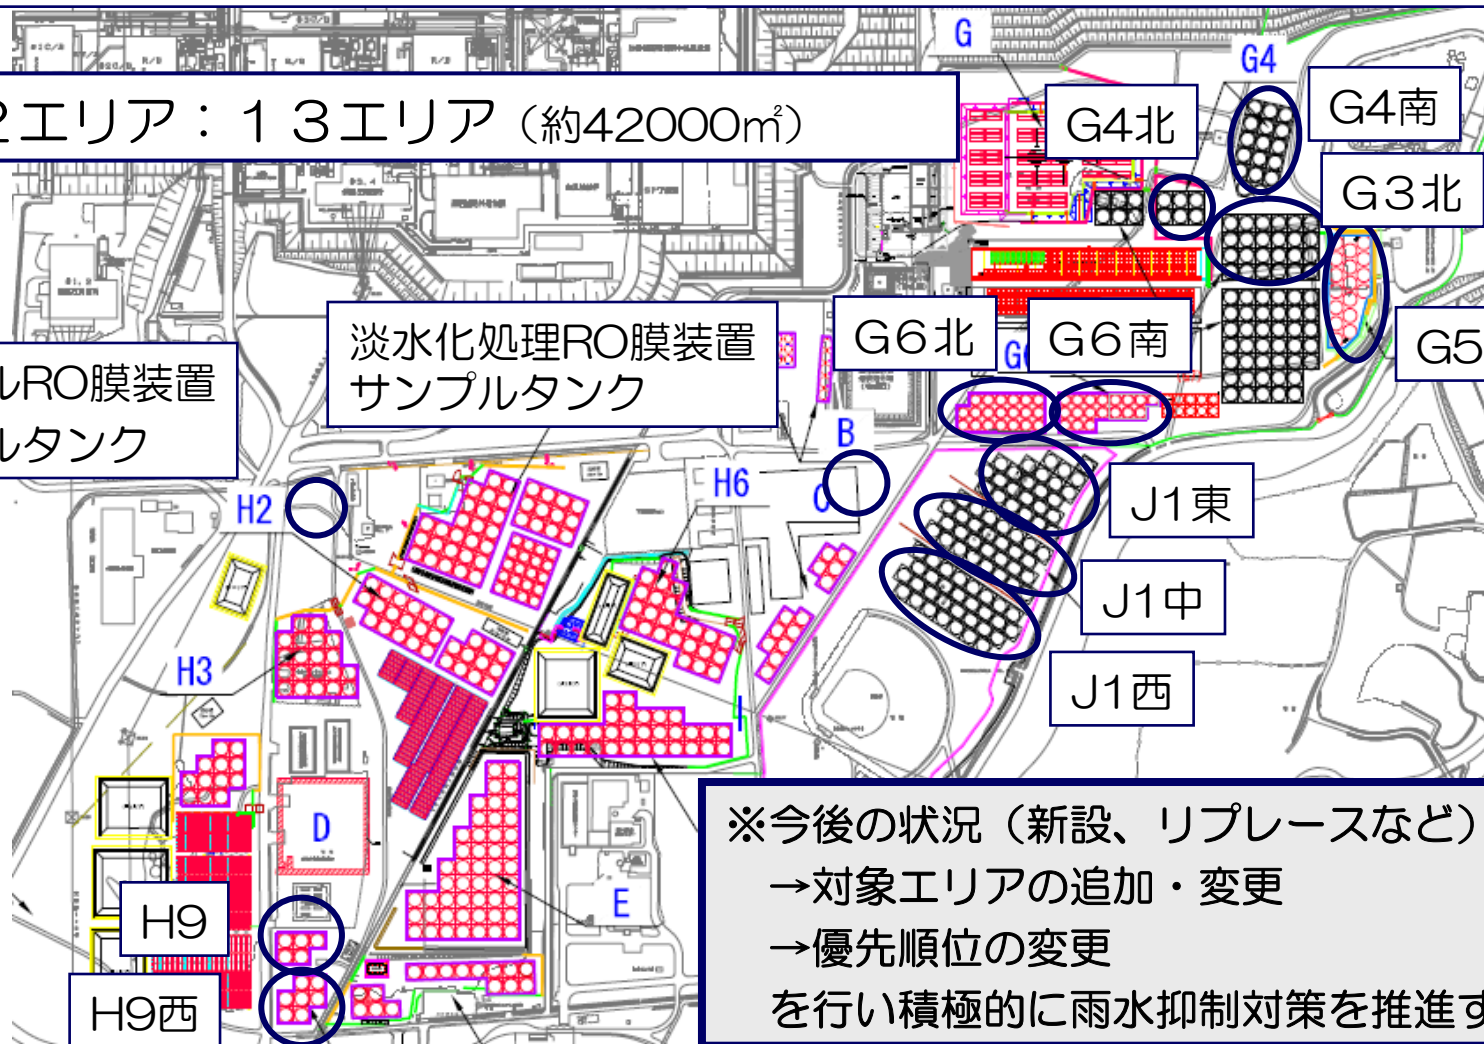 G
G4
2エリア：１３エリア（約42000㎡）
G4北
G4南
G３北
淡水化処理RO膜装置
サンプルタンク
G６北
G6
G６南
G5
ルRO膜装置
ルタンク
B
H2
H6
C
J1東
J1中
H3
J1西
D
※今後の状況（新設、リプレースなど）
→対象エリアの追加・変更
→優先順位の変更
を行い積極的に雨水抑制対策を推進す
E
H9
H9西